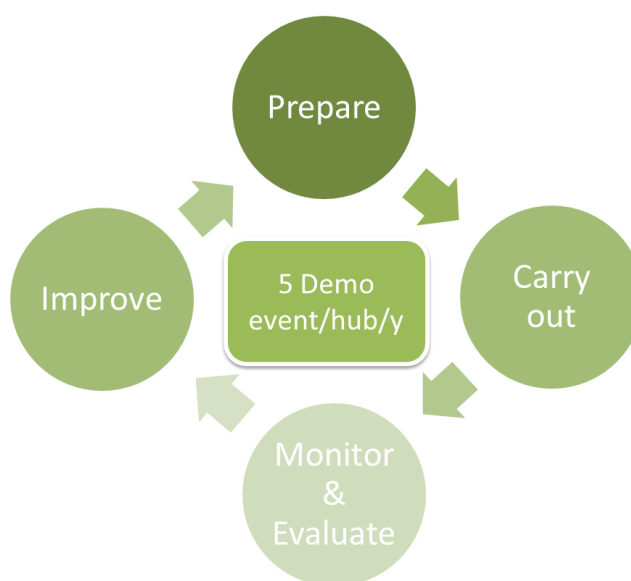 Prepare
Carry
out
Monitor
&
Evaluate
Improve
5 Demo
event/hub/y